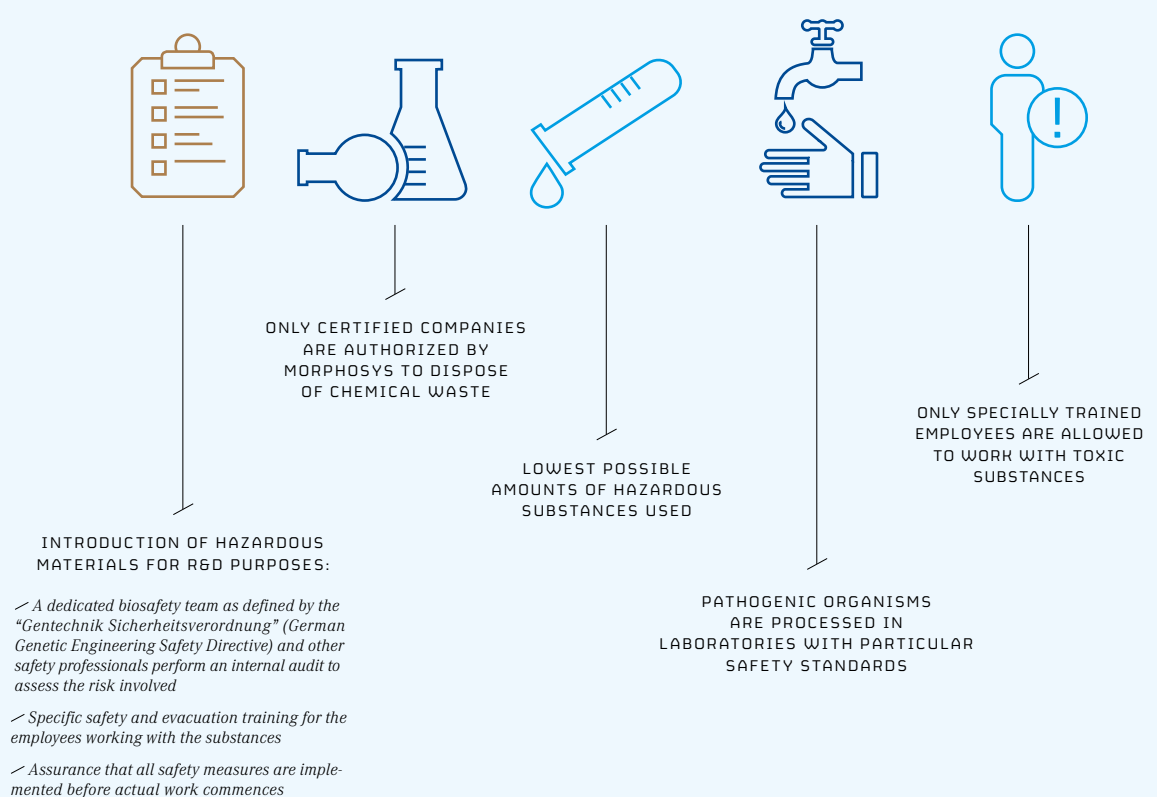 ONLY CERTIFIED COMPANIES
ARE AUTHORIZED BY
MORPHOSYS TO DISPOSE
OF CHEMICAL WASTE
ONLY SPECIALLY TRAINED
EMPLOYEES ARE ALLOWED
TO WORK WITH TOXIC
SUBSTANCES
LOWEST POSSIBLE
AMOUNTS OF HAZARDOUS
SUBSTANCES USED
INTRODUCTION OF HAZARDOUS
MATERIALS FOR R&D PURPOSES:
A dedicated biosafety team as defined by the
“Gentechnik Sicherheitsverordnung” (German
Genetic Engineering Safety Directive) and other
safety professionals perform an internal audit to
assess the risk involved
Specific safety and evacuation training for the
employees working with the substances
Assurance that all safety measures are imple-
mented before actual work commences
PATHOGENIC ORGANISMS
ARE PROCESSED IN
LABORATORIES WITH PARTICULAR
SAFETY STANDARDS